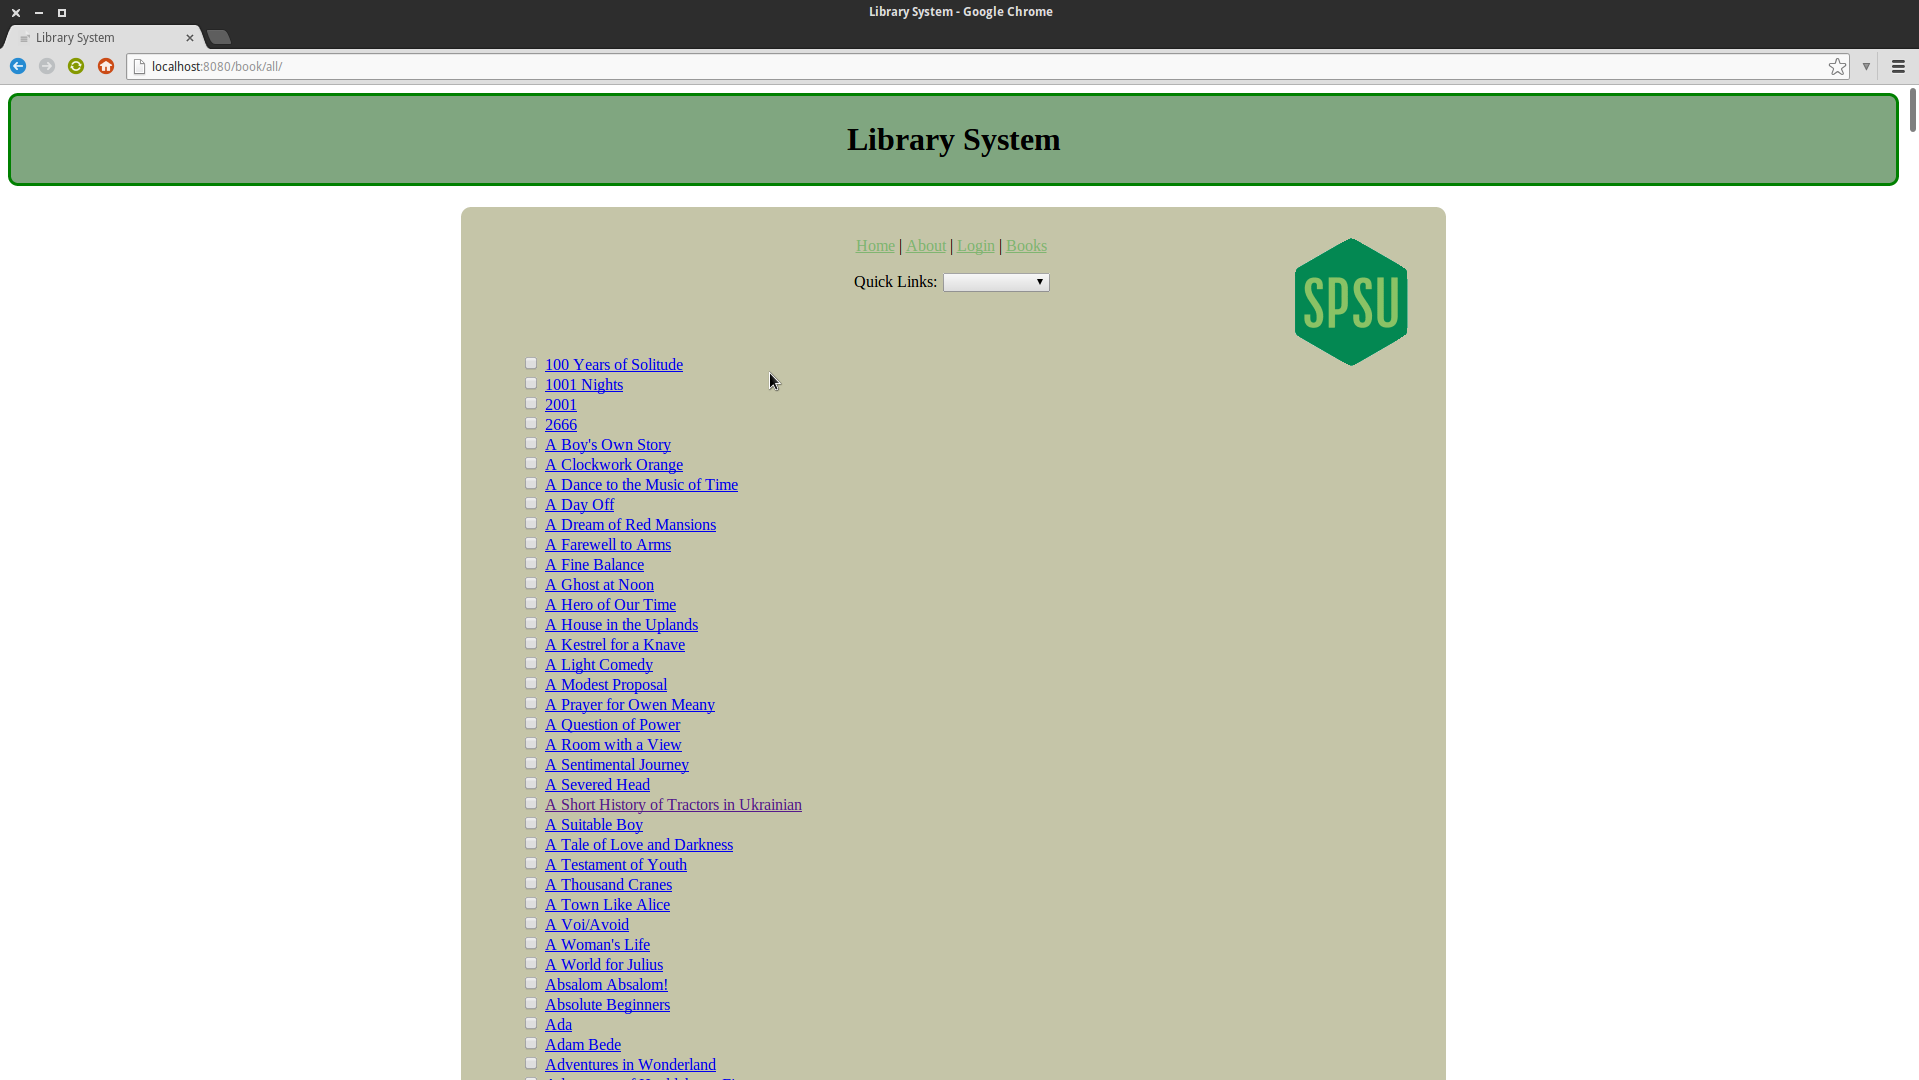 Library System - Google Chrome
Library System
localhost:8080/book/all/
Library System
Home | About | Login | Books
Quick Links:
SPSU
100 Years of Solitude
1001 Nights
2001
2666
A Boy's Own Story
A Clockwork Orange
A Dance to the Music of Time
A Day Off
A Dream of Red Mansions
A Farewell to Arms
A Fine Balance
A Ghost at Noon
A Hero of Our Time
A House in the Uplands
A Kestrel for a Knave
A Light Comedy
A Modest Proposal
A Prayer for Owen Meany
A Question of Power
A Room with a View
A Sentimental Journey
A Severed Head
A Short History of Tractors in Ukrainian
A Suitable Boy
A Tale of Love and Darkness
A Testament of Youth
A Thousand Cranes
A Town Like Alice
A Voi/Avoid
A Woman's Life
A World for Julius
Absalom Absalom!
Absolute Beginners
Ada
Adam Bede
Adventures in Wonderland